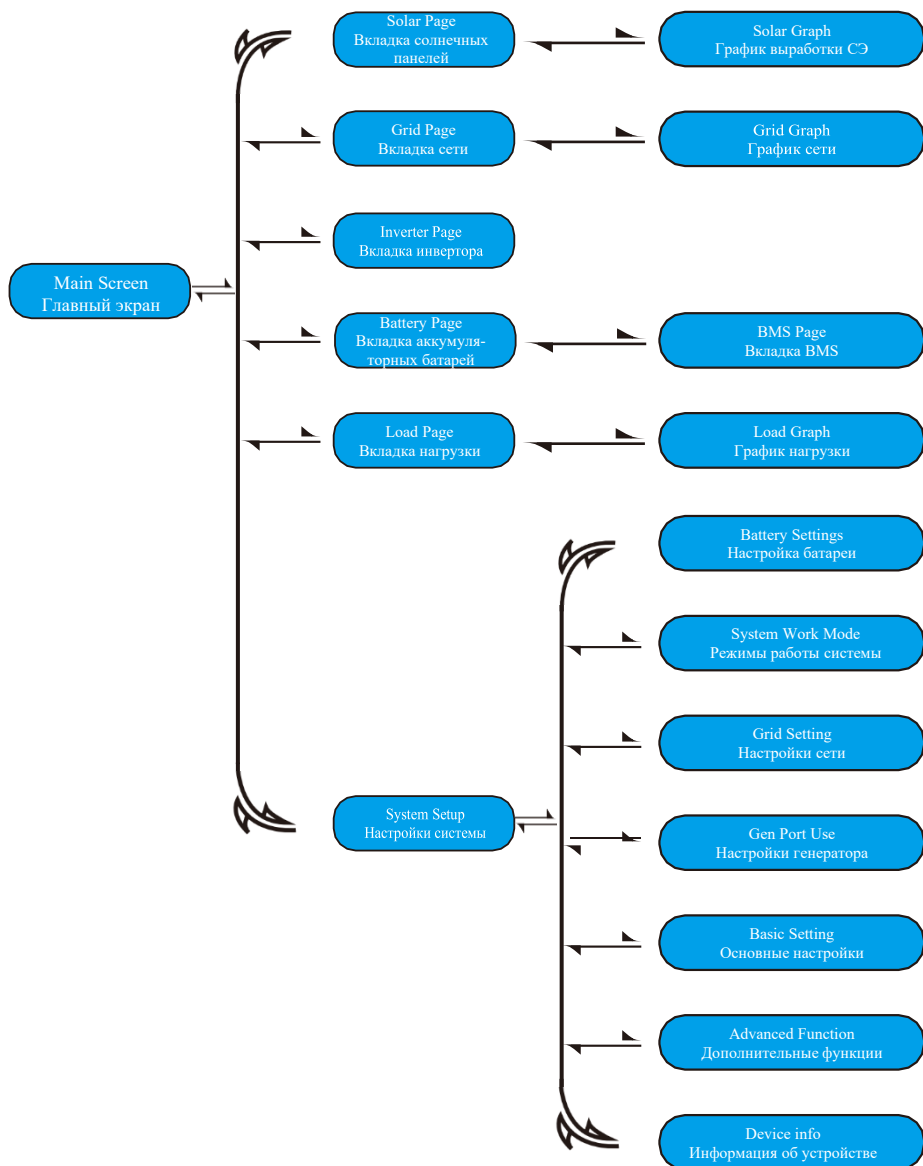 Solar Page
Вкладка солнечных
панелей
Solar Graph
График выработки СЭ
Grid Page
Вкладка сети
Grid Graph
График сети
Inverter Page
Вкладка инвертора
Main Screen
Главный экран
Battery Page
Вкладка аккумуля-
торных батарей
BMS Page
Вкладка BMS
Load Page
Вкладка нагрузки
Load Graph
График нагрузки
Battery Settings
Настройка батареи
System Work Mode
Режимы работы системы
Grid Setting
Настройки сети
System Setup
Настройки системы
Gen Port Use
Настройки генератора
Basic Setting
Основные настройки
Advanced Function
Дополнительные функции
Device info
Информация об устройстве